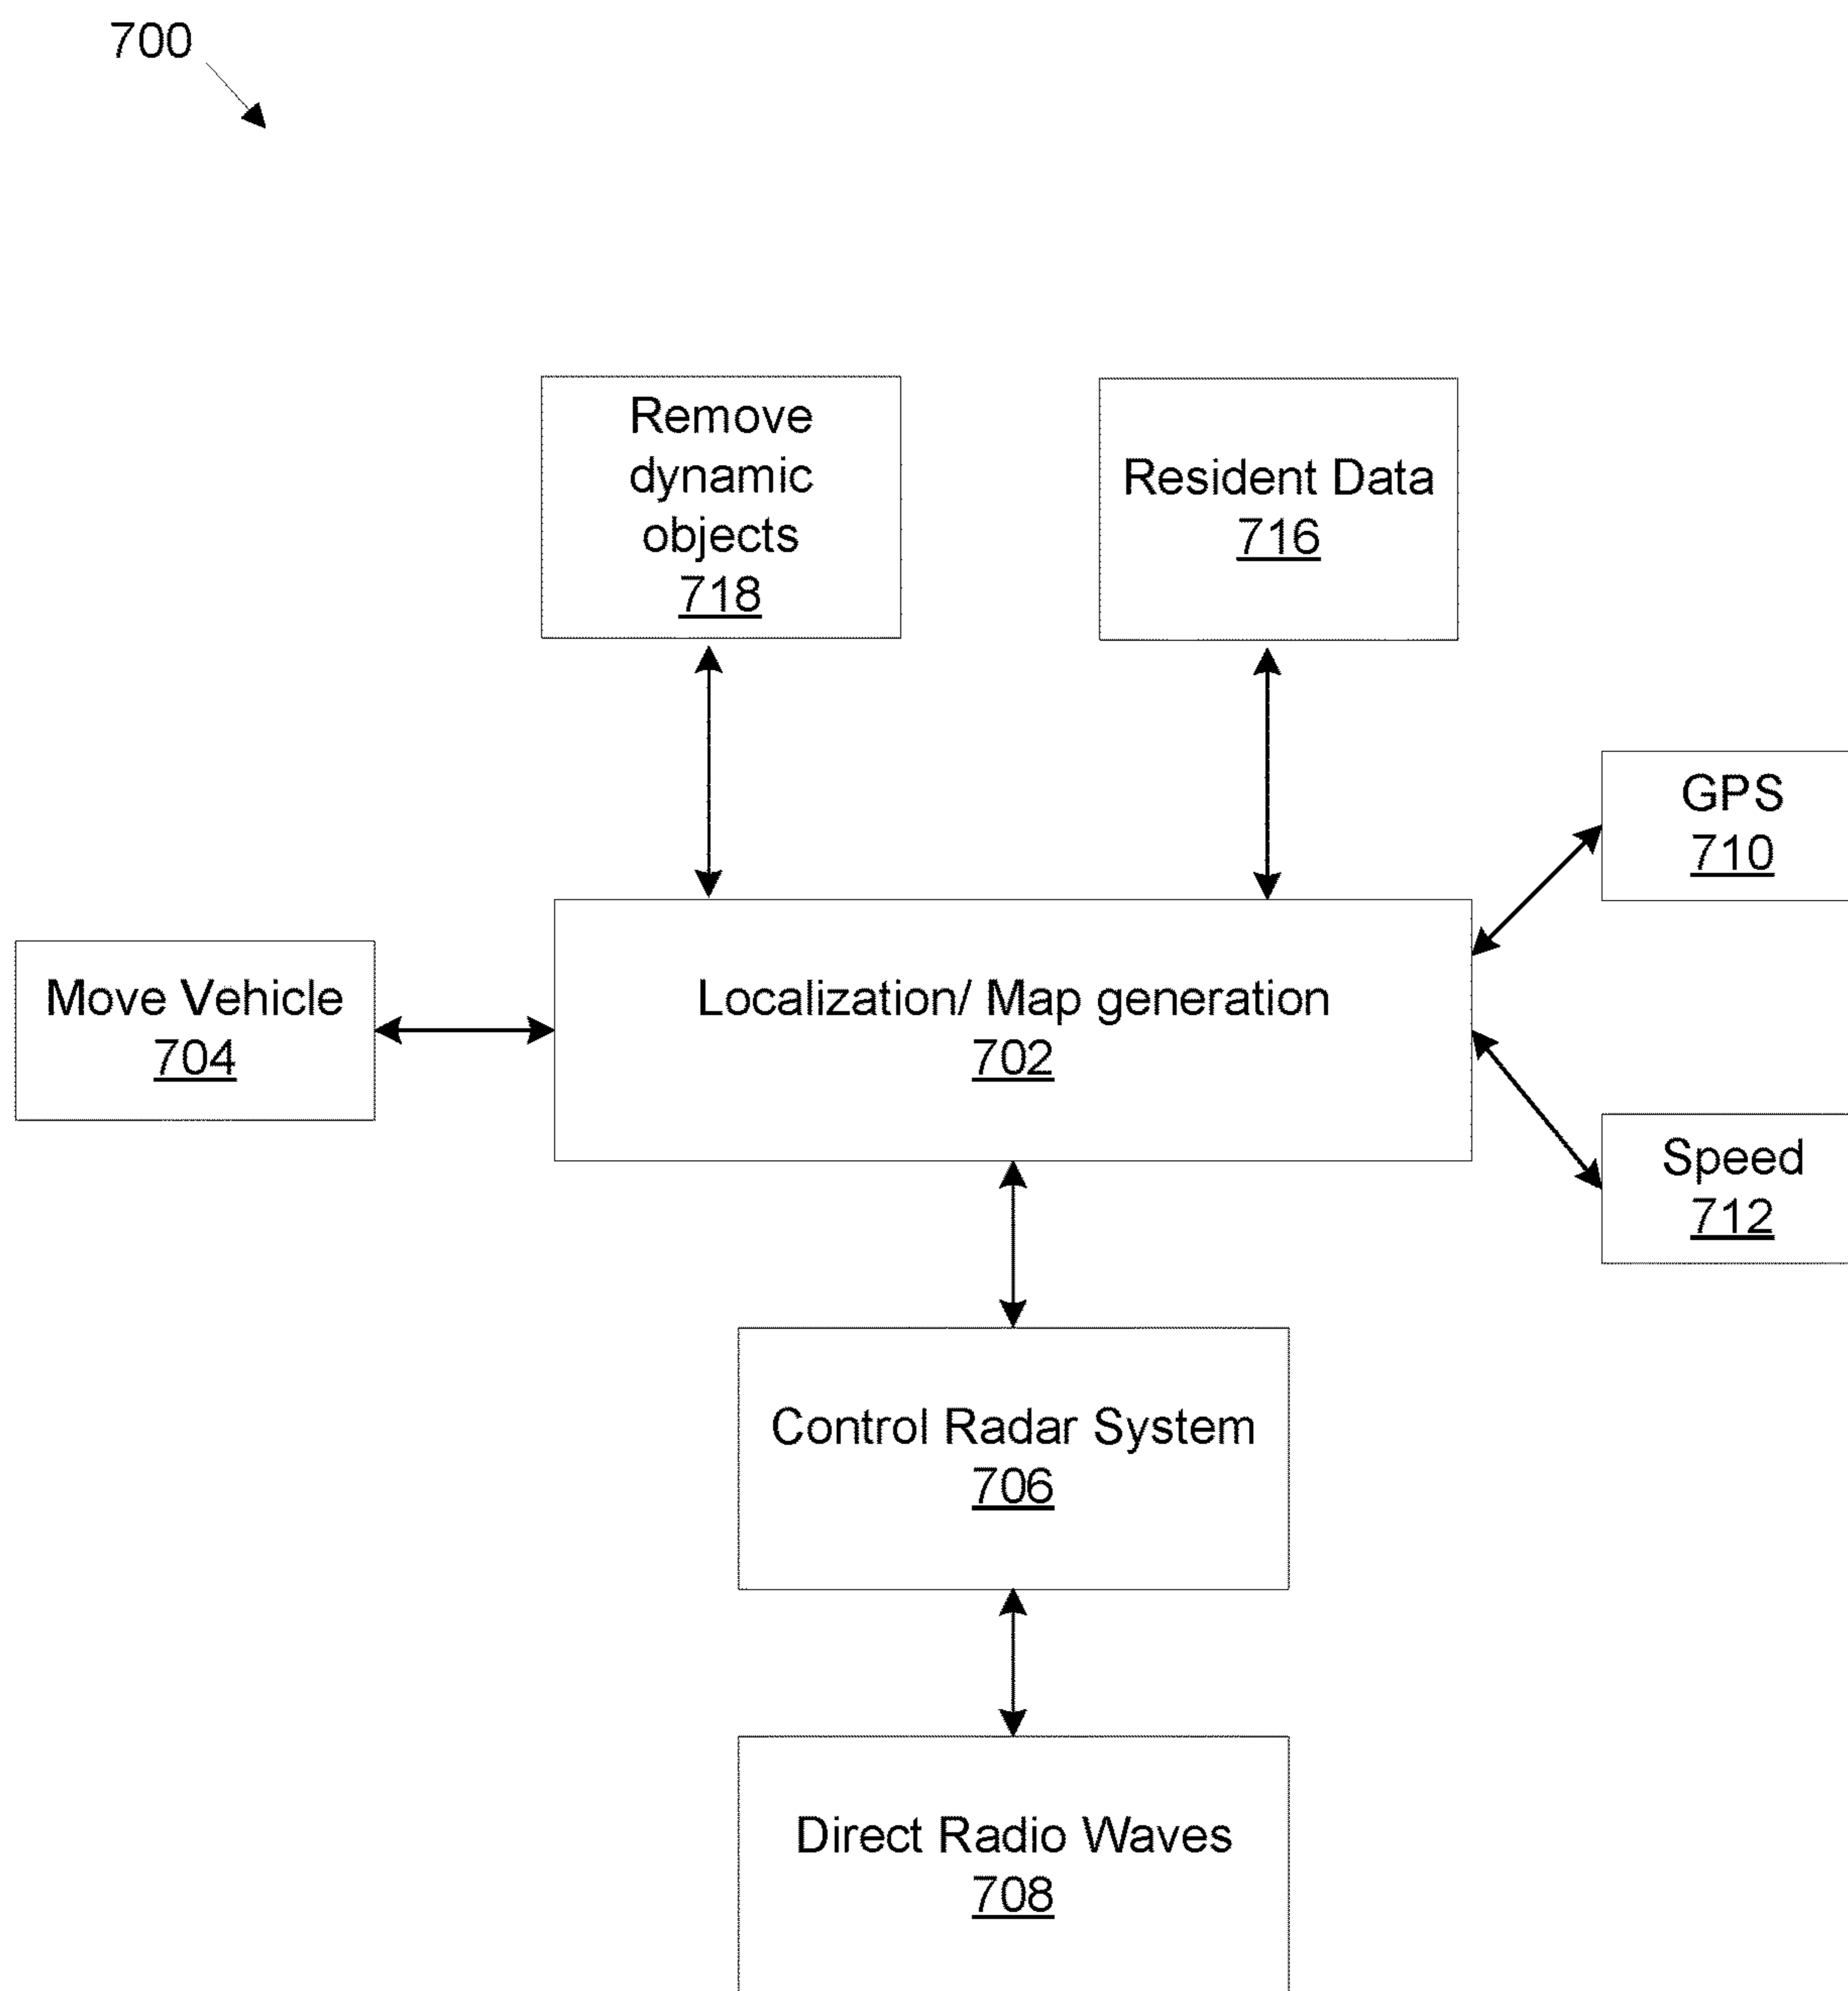 700
Remove
dynamic
objects
718
Resident Data
716
GPS
710
Move Vehicle
704
Localization/ Map generation
702
Speed
712
Control Radar System
706
Direct Radio Waves
708